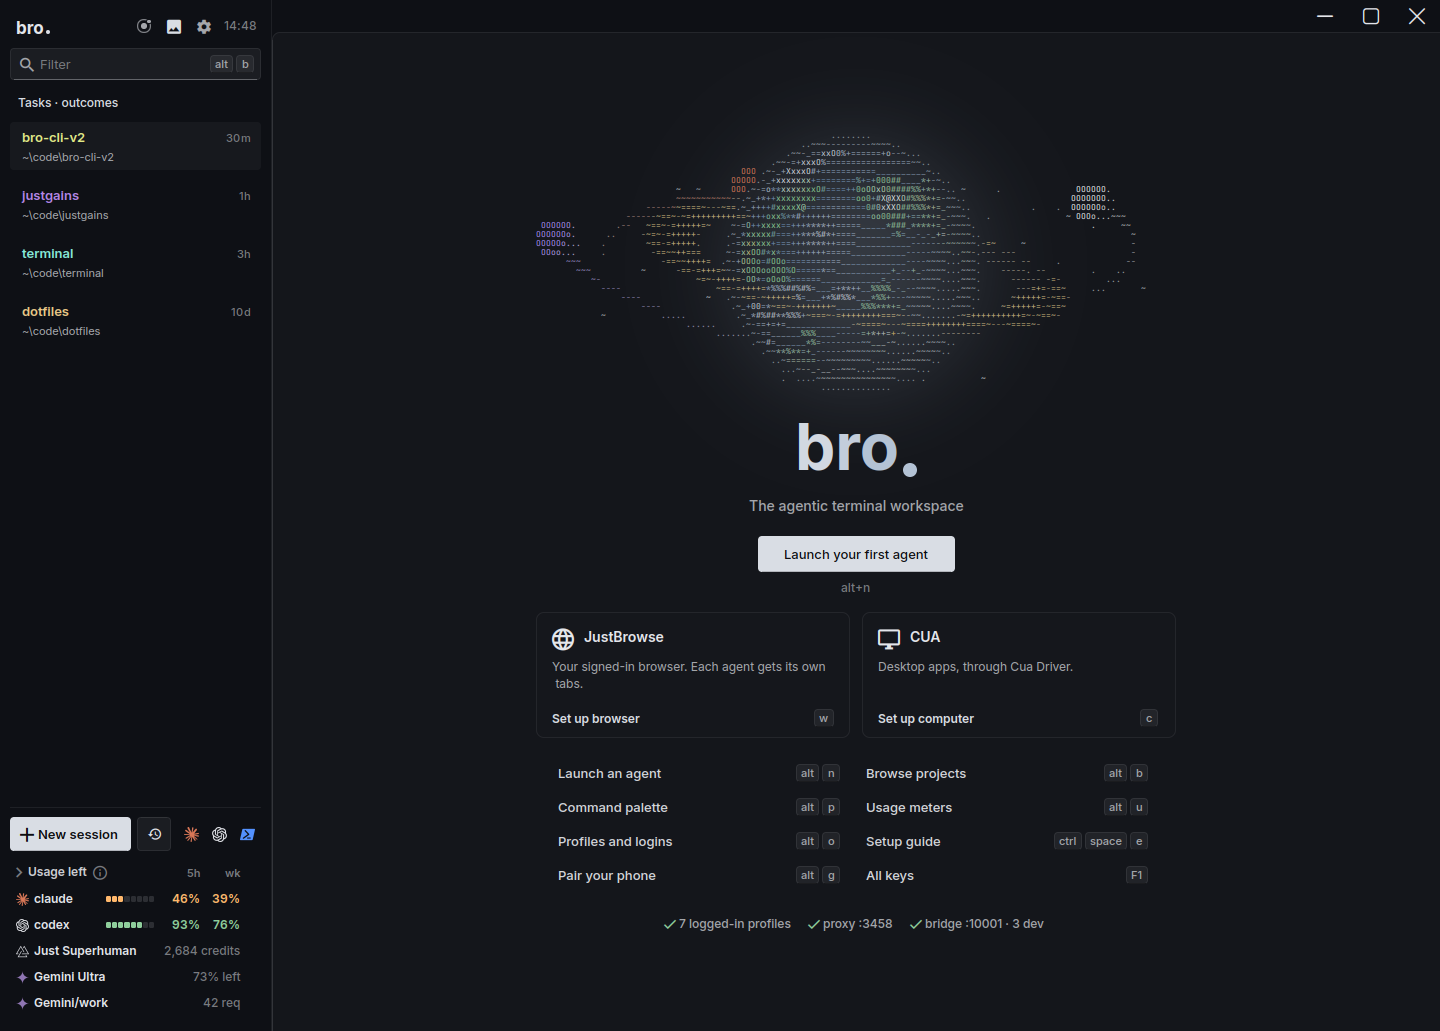 bro.
14:48
Filter
alt b
Tasks · outcomes
bro-cli-v2 30m
~\code\bro-cli-v2
justgains 1h
~\code\justgains
terminal 3h
~\code\terminal
dotfiles 10d
~\code\dotfiles
New session
Usage left 5h wk
claude 46% 39%
codex 93% 76%
Just Superhuman 2,684 credits
Gemini Ultra 73% left
Gemini/work 42 req
bro.
The agentic terminal workspace
Launch your first agent
alt+n
JustBrowse
Your signed-in browser. Each agent gets its own
tabs.
Set up browser w
CUA
Desktop apps, through Cua Driver.
Set up computer c
Launch an agent alt n
Browse projects alt b
Command palette alt p
Usage meters alt u
Profiles and logins alt o
Setup guide ctrl space e
Pair your phone alt g
All keys F1
7 logged-in profiles proxy :3458 bridge :10001 · 3 dev